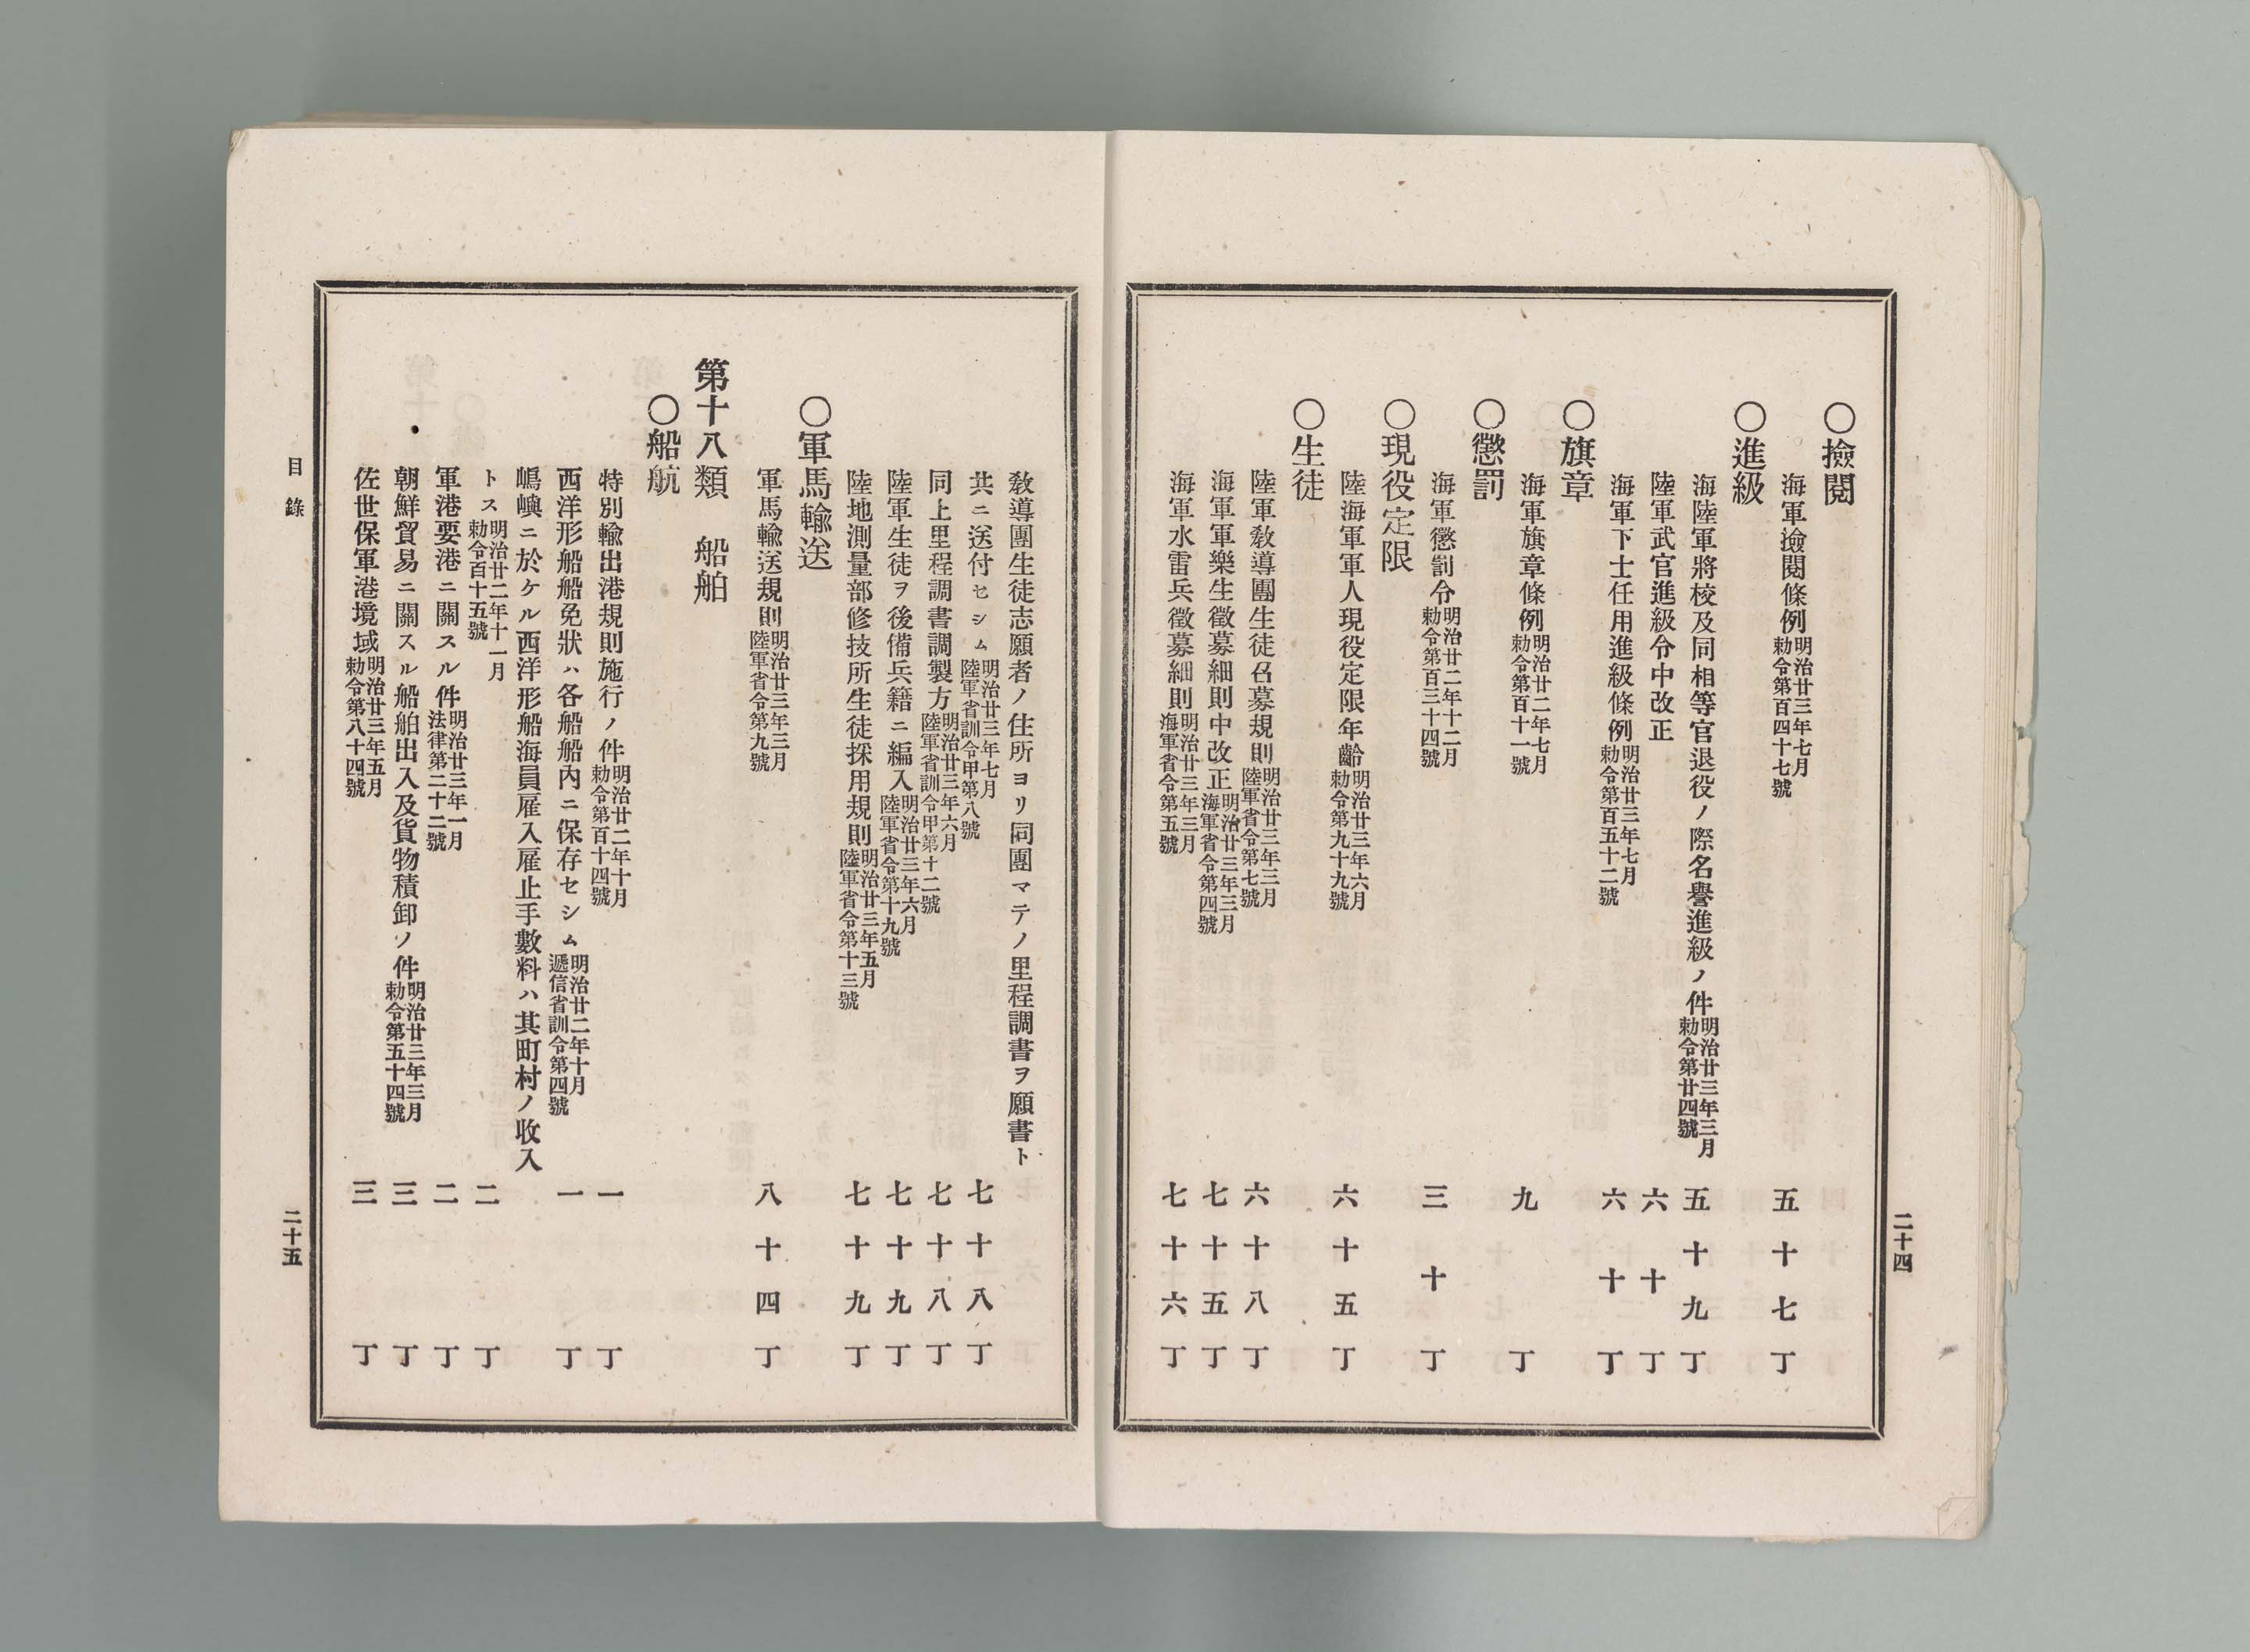 〇撿閲
海軍撿閲條例明治廿三年七月勅令第百四十七號 五十七丁
〇進級
海陸軍將校及同相等官退役ノ際名譽進級ノ件明治廿三年三月勅令第廿四號 五十九丁
陸軍武官進級令中改正 六十丁
海軍下士任用進級條例明治廿三年七月勅令第百五十二號 六十丁
〇旗章
海軍旗章條例明治廿二年七月勅令第百十一號 九丁
〇懲罰
海軍懲罰令明治廿二年十二月勅令第百三十四號 三十丁
〇現役定限
陸海軍軍人現役定限年齡明治廿三年六月勅令第九十九號 六十五丁
〇生徒
陸軍敎導團生徒召募規則明治廿三年三月陸軍省令第七號 六十八丁
海軍軍樂生徵募細則中改正明治廿三年三月海軍省令第四號 七十五丁
海軍水雷兵徵募細則明治廿三年三月海軍省令第五號 七十六丁
二十四
敎導團生徒志願者ノ住所ヨリ同團マテノ里程調書ヲ願書ト
共ニ送付セシム明治廿三年七月陸軍省訓令甲第八號 七十八丁
同上里程調書調製方明治廿三年六月陸軍省訓令甲第十二號 七十八丁
陸軍生徒ヲ後備兵籍ニ編入明治廿三年六月陸軍省令第十九號 七十九丁
陸地測量部修技所生徒採用規則明治廿三年五月陸軍省令第十三號 七十九丁
〇軍馬輸送
軍馬輸送規則明治廿三年三月陸軍省令第九號 八十四丁
第十八類 船舶
〇船航
特別輸出港規則施行ノ件明治廿二年十月勅令第百十四號 一丁
西洋形船船免狀ハ各船船內ニ保存セシム明治廿二年十月遞信省訓令第四號 一丁
嶋嶼ニ於ケル西洋形船海員雇入雇止手數料ハ其町村ノ收入
トス明治廿二年十一月勅令百十五號 二丁
軍港要港ニ關スル件明治廿三年一月法律第二十二號 二丁
朝鮮貿易ニ關スル船舶出入及貨物積卸ノ件明治廿三年三月勅令第五十四號 三丁
佐世保軍港境域明治廿三年五月勅令第八十四號 三丁
目錄
二十五